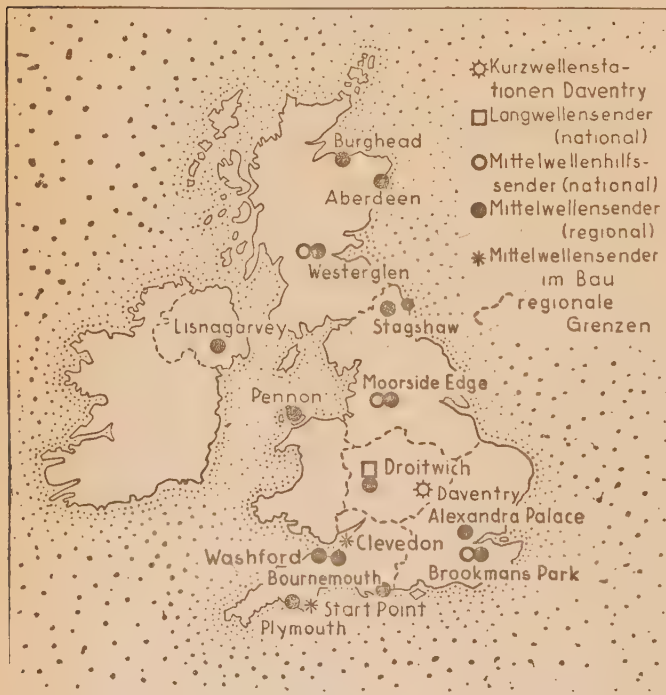 Kurzwellensta-
tionen Daventry
Langwellensender
(national)
Mittelwellenhilfs-
sender (national)
Mittelwellensender
(regional)
Mittelwellensender
im Bau
regionale
Grenzen
Burghead
Aberdeen
Westerglen
Lisnagarvey
Stagshaw
Pennon
Moorside Edge
Droitwich
Daventry
Alexandra Palace
Clevedon
Washford
Brookmans Park
Bournemouth
Start Point
Plymouth